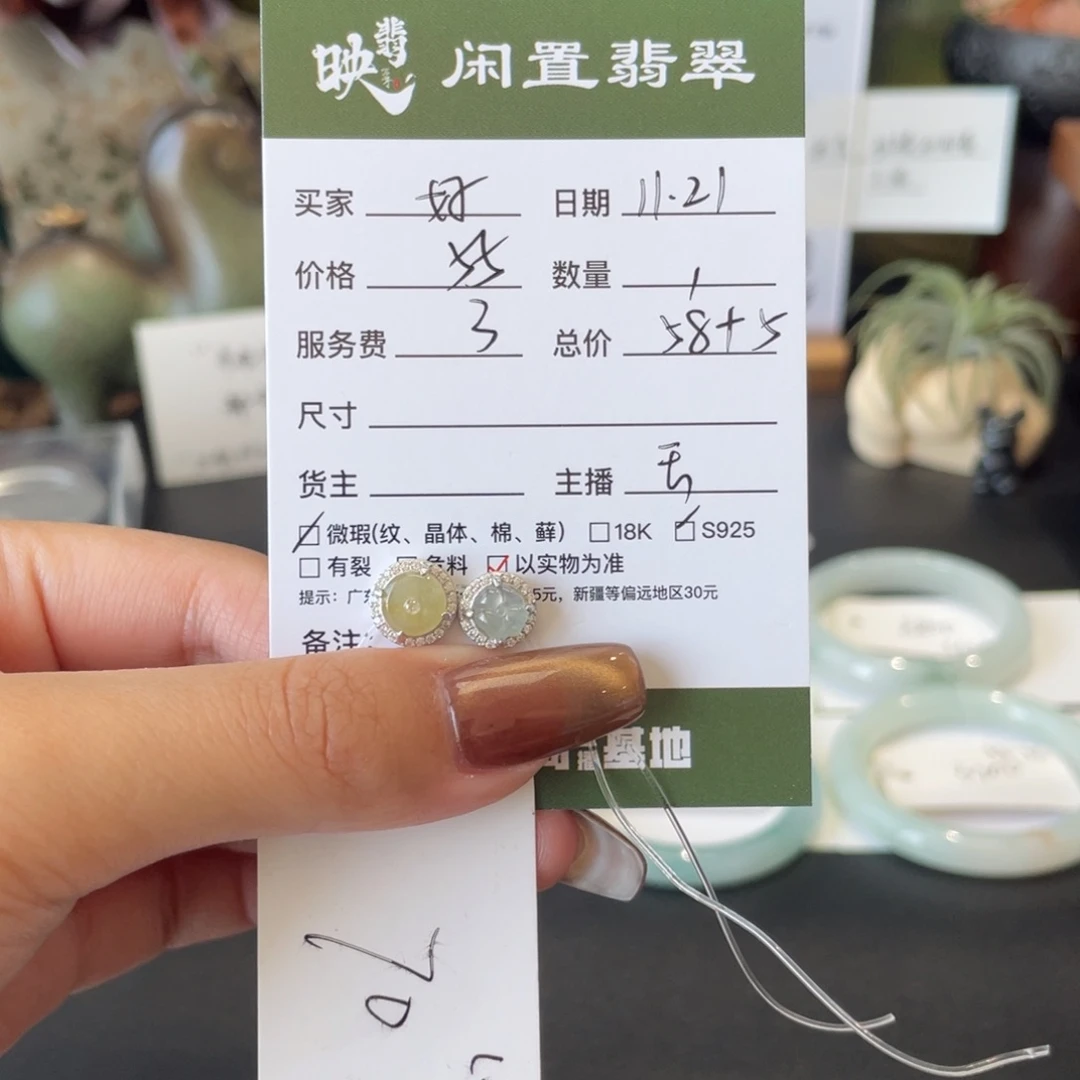 映翡 闲置翡翠
买家 好 日期 11.21
价格 55 数量 1
服务费 3 总价 58+5
尺寸
货主 主播
微瑕(纹、晶体、棉、藓) 18K S925
有裂 危料 以实物为准
提示：广 5元，新疆等偏远地区30元
备注:
基地